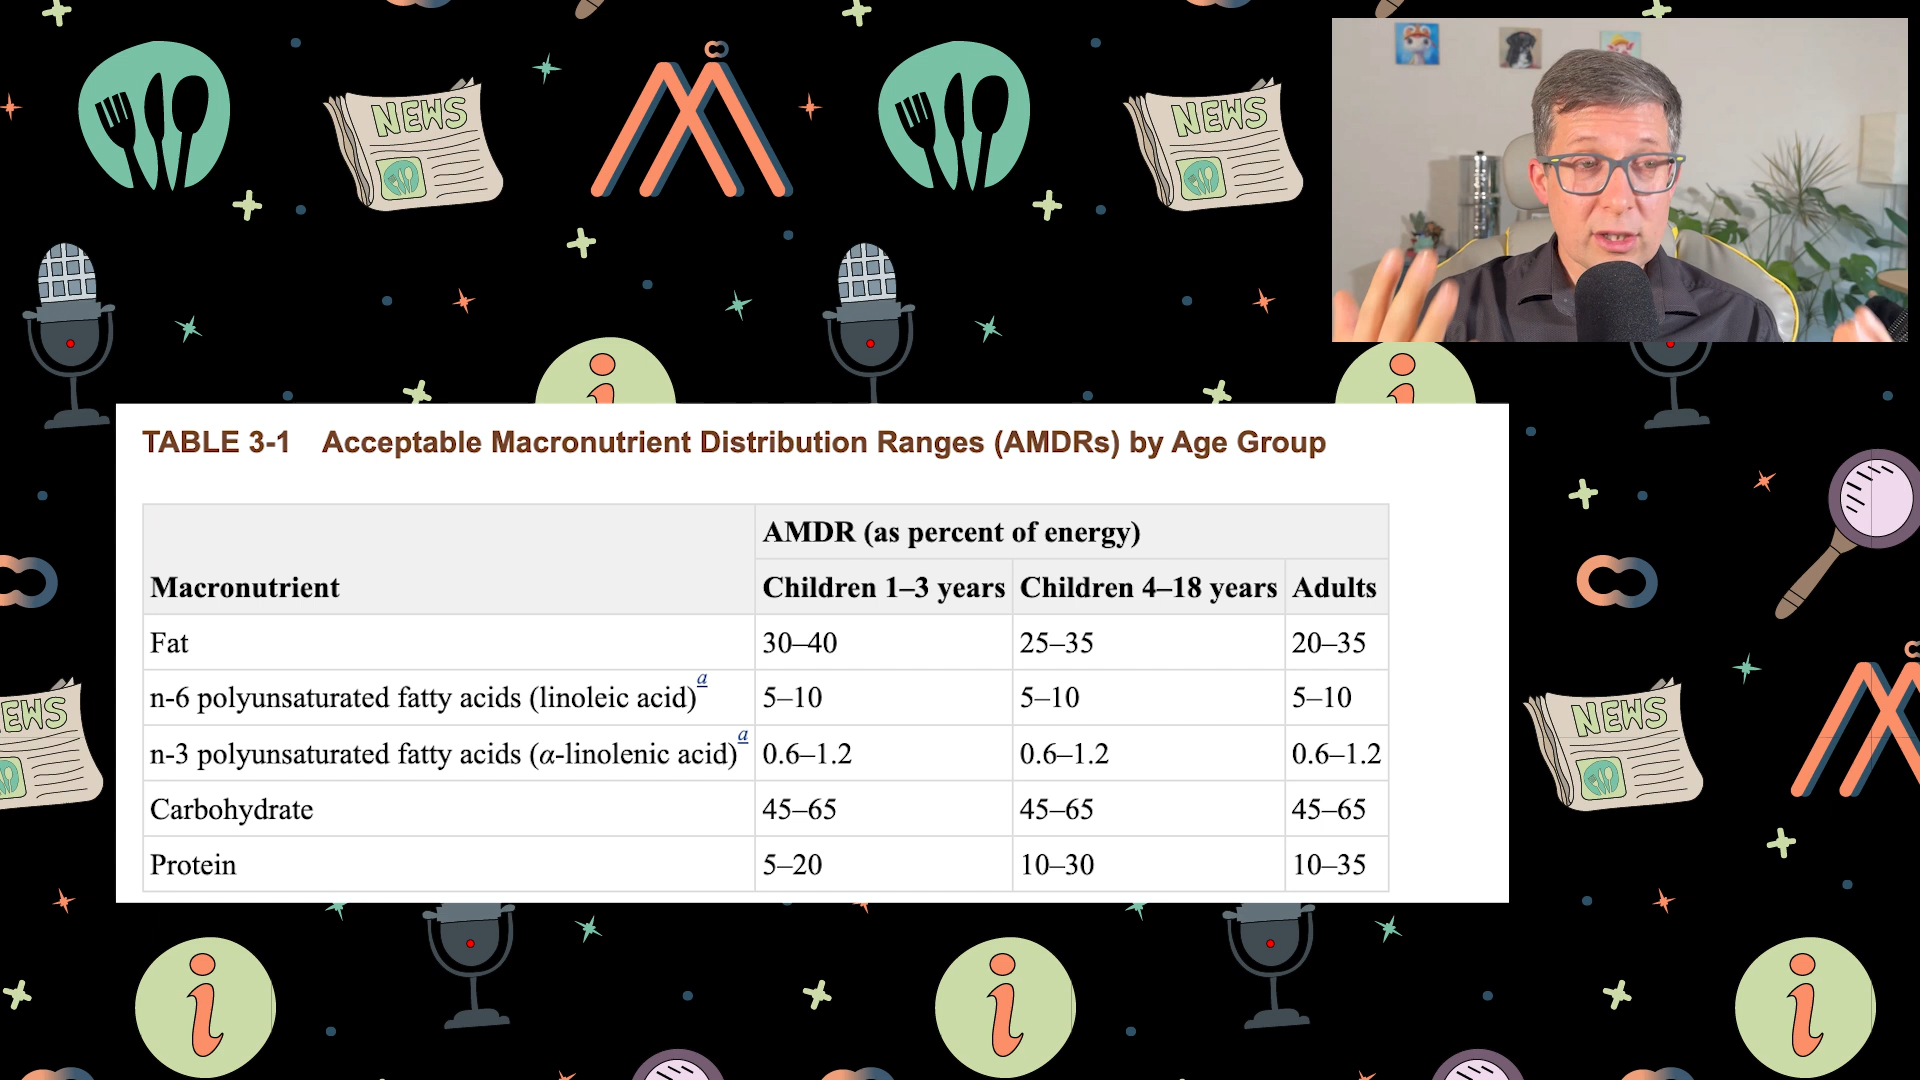 NEWS
NEWS
TABLE 3-1 Acceptable Macronutrient Distribution Ranges (AMDRs) by Age Group
AMDR (as percent of energy)
Macronutrient Children 1–3 years Children 4–18 years Adults
Fat 30–40 25–35 20–35
n-6 polyunsaturated fatty acids (linoleic acid)a 5–10 5–10 5–10
n-3 polyunsaturated fatty acids (α-linolenic acid)a 0.6–1.2 0.6–1.2 0.6–1.2
Carbohydrate 45–65 45–65 45–65
Protein 5–20 10–30 10–35
EWS
NEWS